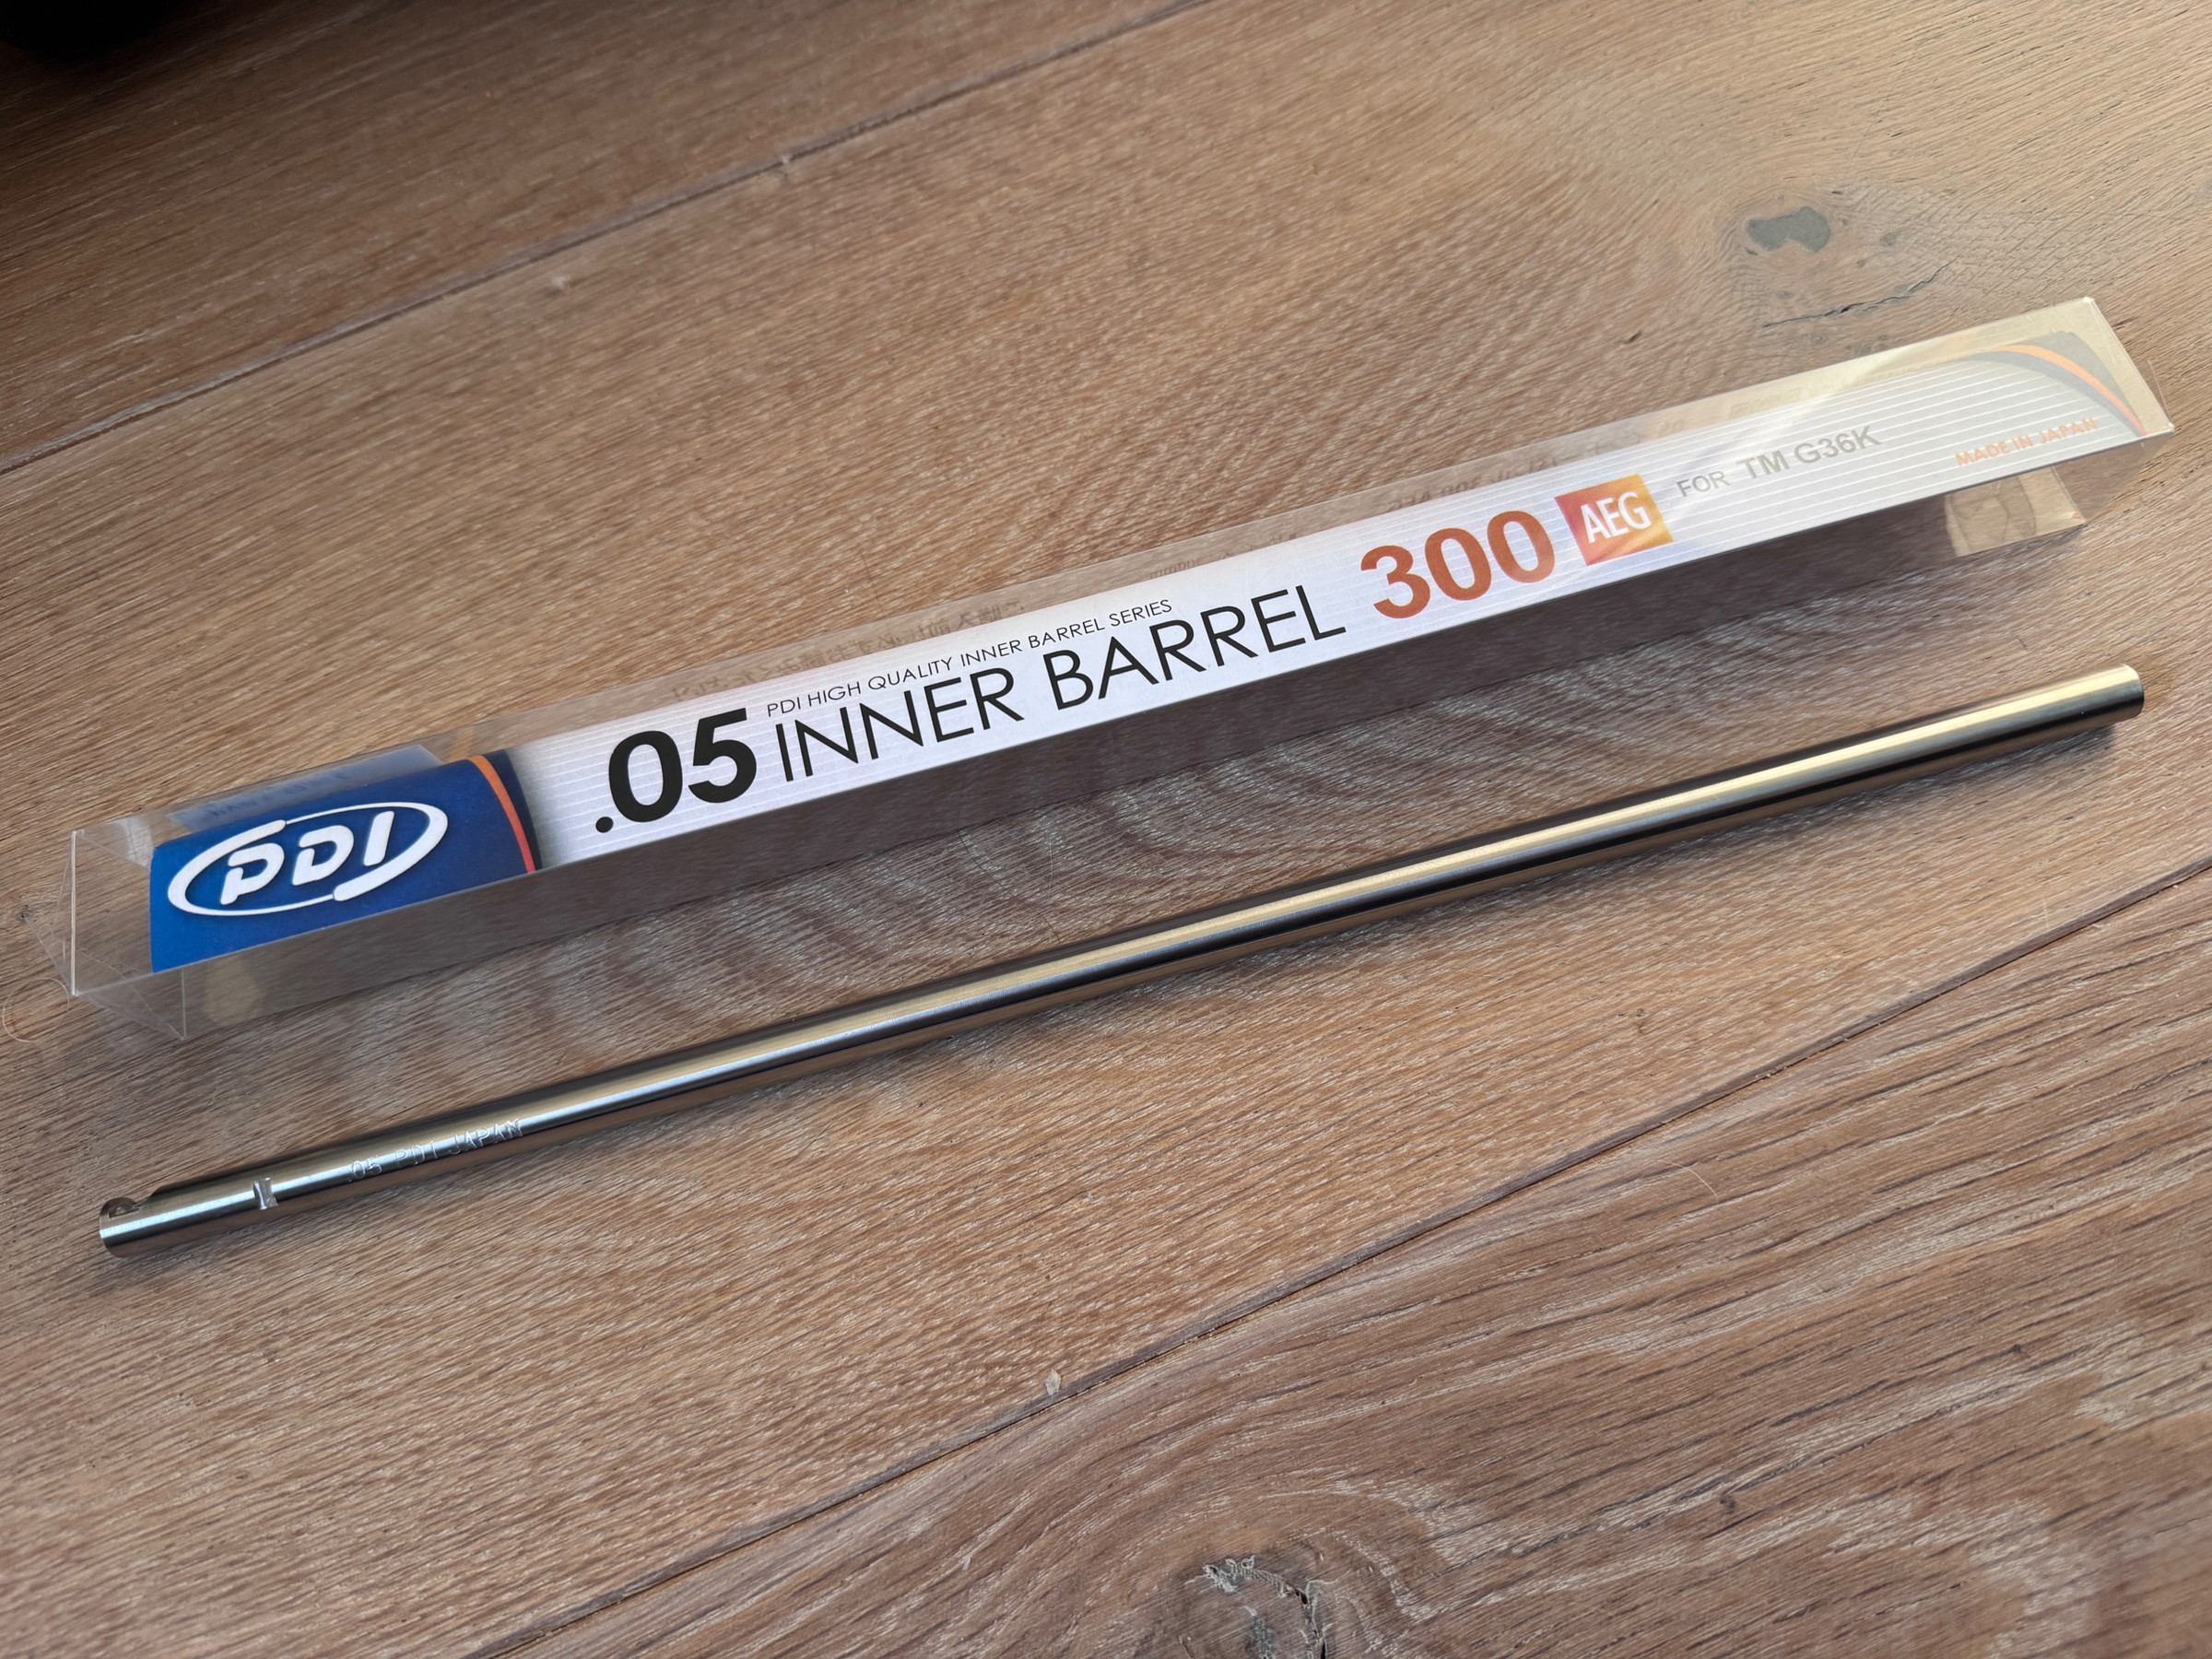 PDI
.05
PDI HIGH QUALITY INNER BARREL SERIES
INNER BARREL 300
AEG
FOR TM G36K
MADE IN JAPAN
.05 PDI JAPAN